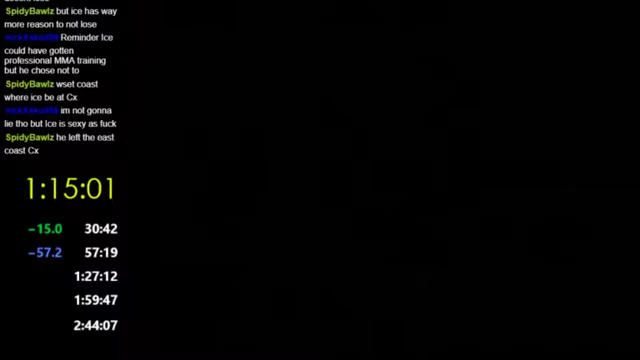 SpidyBawlz but ice has way
more reason to not lose
Reminder Ice
could have gotten
professional MMA training
but he chose not to
SpidyBawlz wset coast
where ice be at Cx
im not gonna
lie tho but Ice is sexy as fuck
SpidyBawlz he left the east
coast Cx
1:15:01
-15.0 30:42
-57.2 57:19
1:27:12
1:59:47
2:44:07